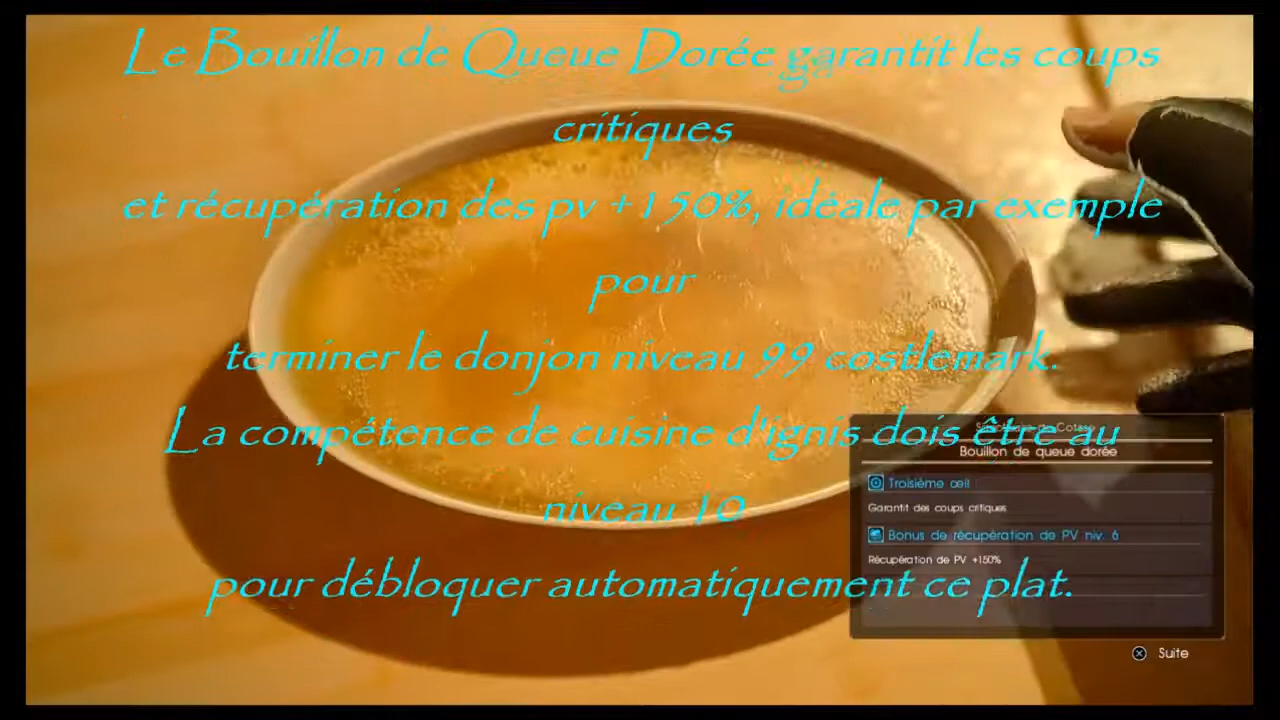 Le Bouillon de Queue Dorée garantit les coups
critiques
et récupération des pv +150%, idéale par exemple
pour
terminer le donjon niveau 99 costlemark.
La compétence de cuisine d'ignis dois être au
niveau 10
pour débloquer automatiquement ce plat.
Bouillon de queue dorée
Troisième œil
Garantit des coups critiques
Bonus de récupération de PV niv. 6
Récupération de PV +150%
Suite